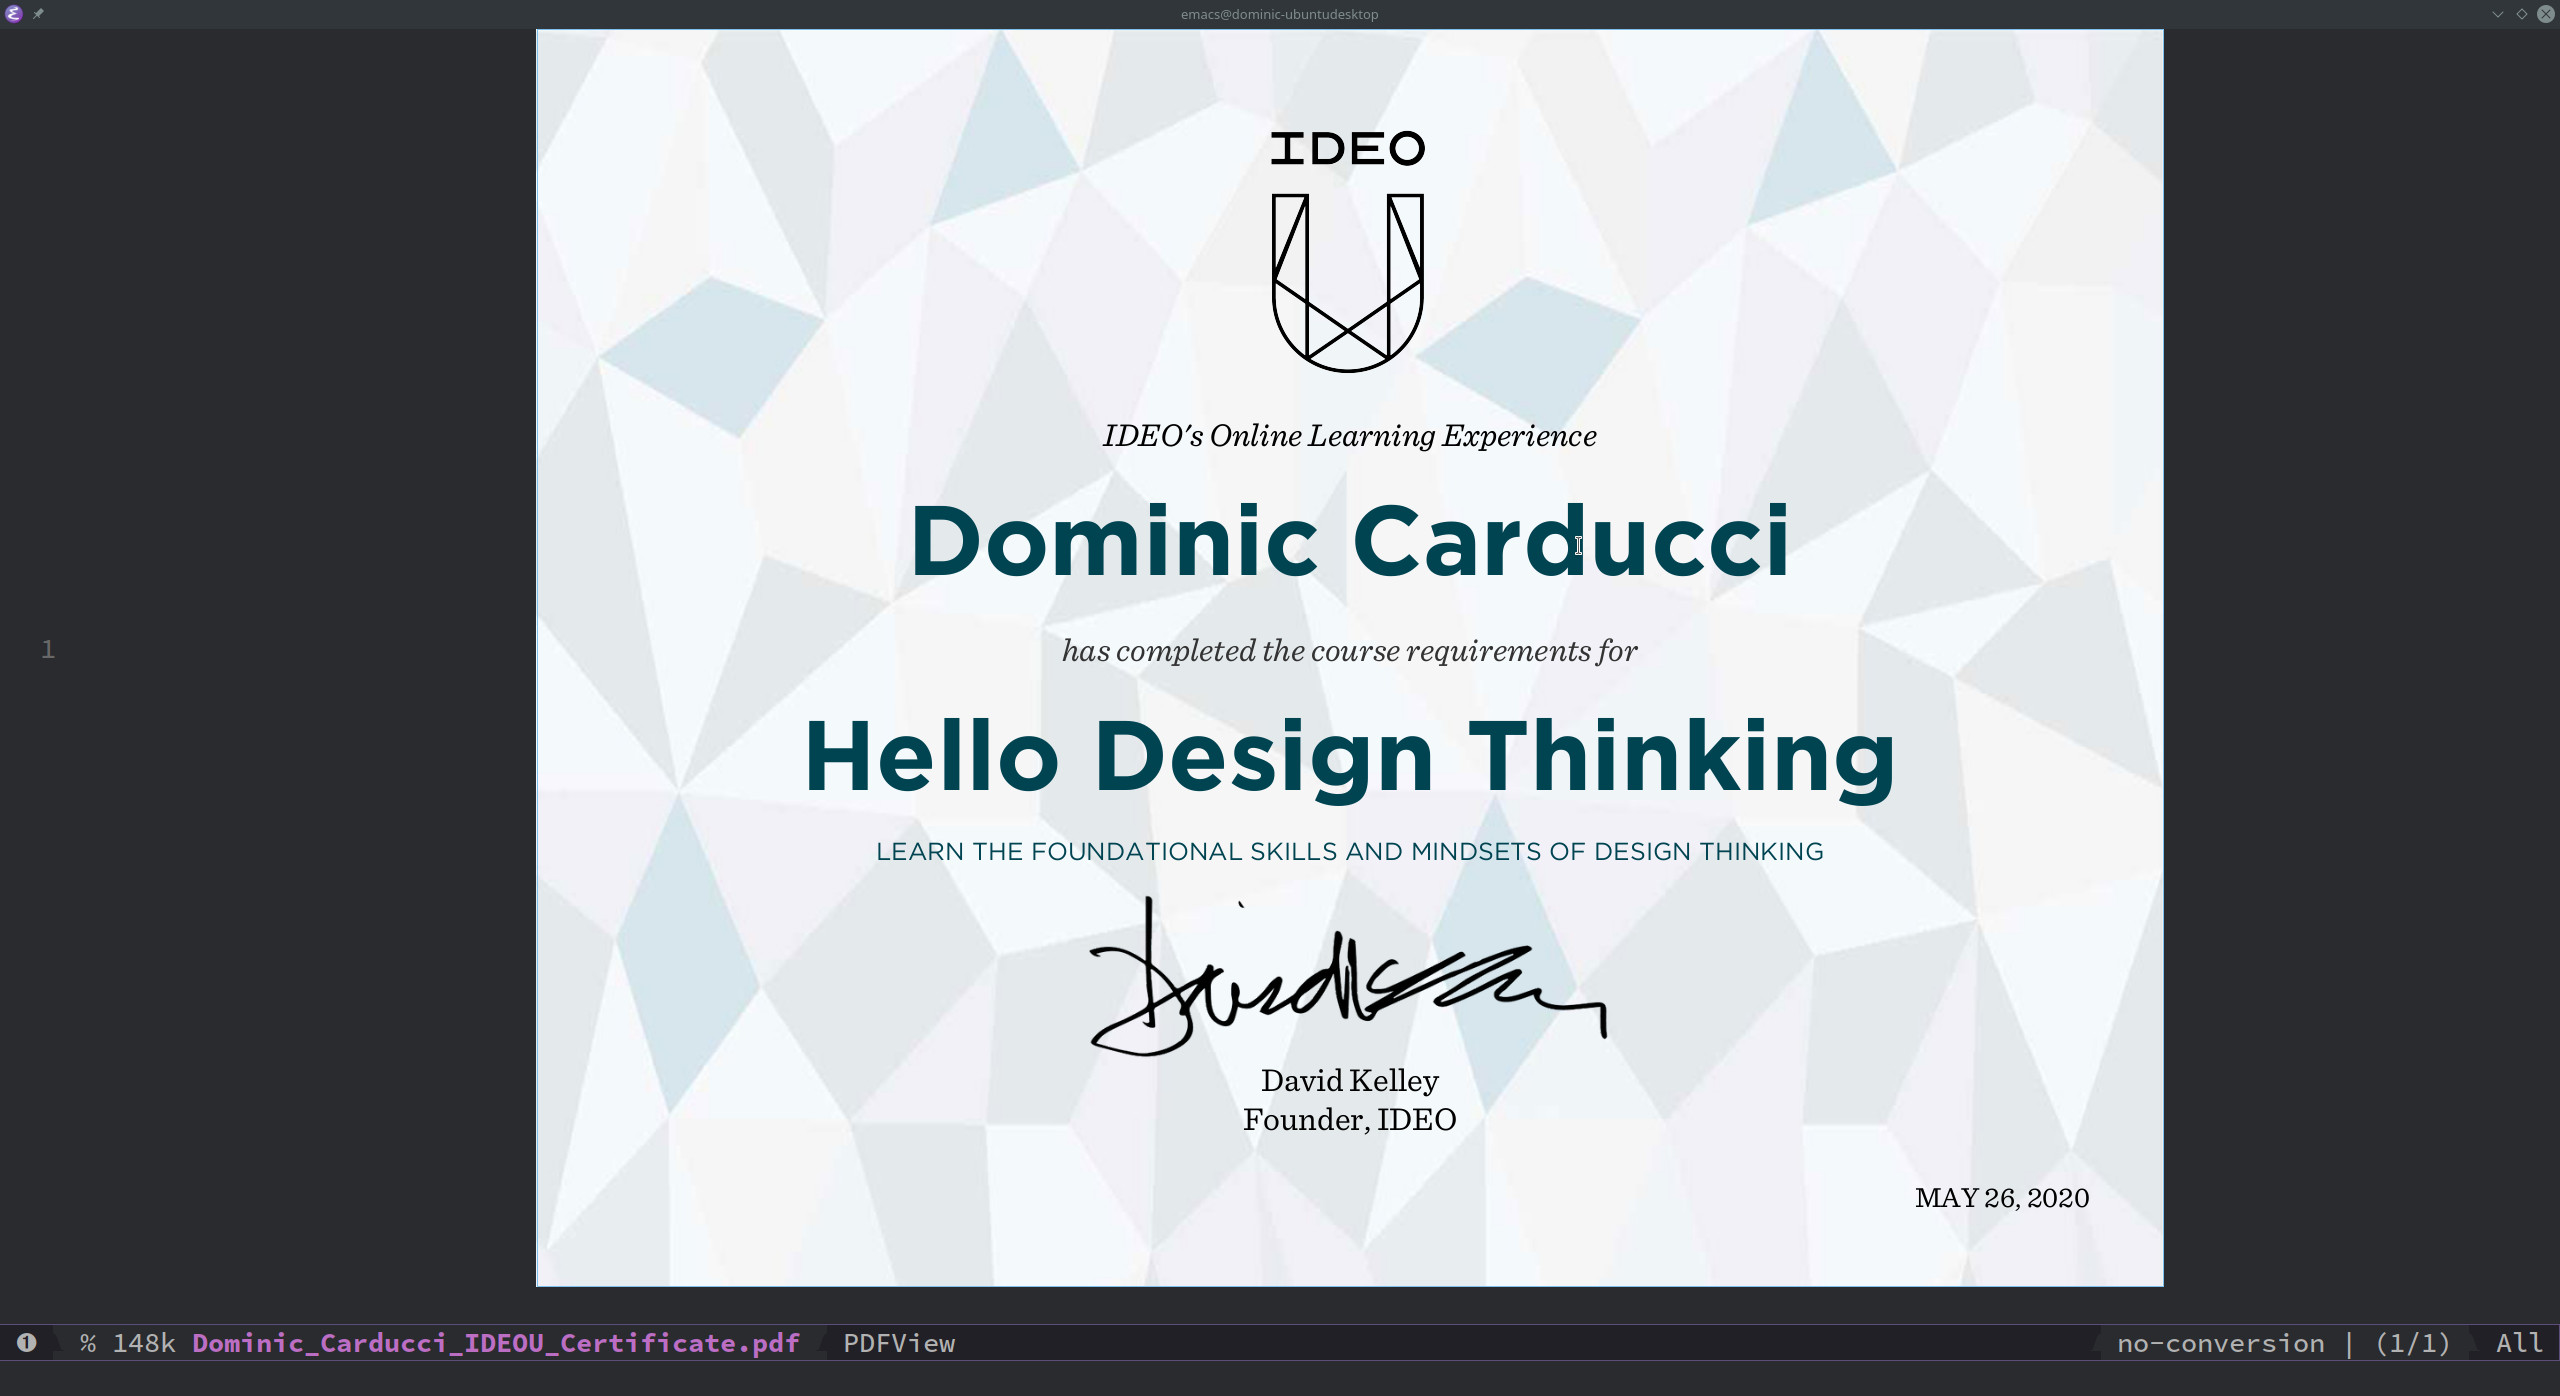 emacs@dominic-ubuntudesktop
IDEO
U
IDEO's Online Learning Experience
Dominic Carducci
1
has completed the course requirements for
Hello Design Thinking
LEARN THE FOUNDATIONAL SKILLS AND MINDSETS OF DESIGN THINKING
David Kelley
Founder, IDEO
MAY 26, 2020
1 % 148k Dominic_Carducci_IDEOU_Certificate.pdf PDFView no-conversion | (1/1) All